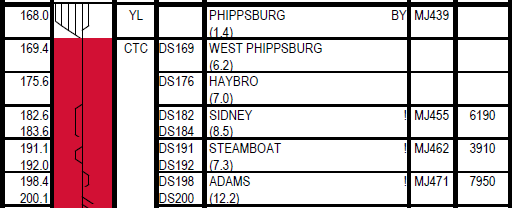 168.0 YL PHIPPSBURG BY MJ439
(1.4)
169.4 CTC DS169 WEST PHIPPSBURG
(6.2)
175.6 DS176 HAYBRO
(7.0)
182.6 DS182 SIDNEY ! MJ455 6190
183.6 DS184 (8.5)
191.1 DS191 STEAMBOAT ! MJ462 3910
192.0 DS192 (7.3)
198.4 DS198 ADAMS ! MJ471 7950
200.1 DS200 (12.2)